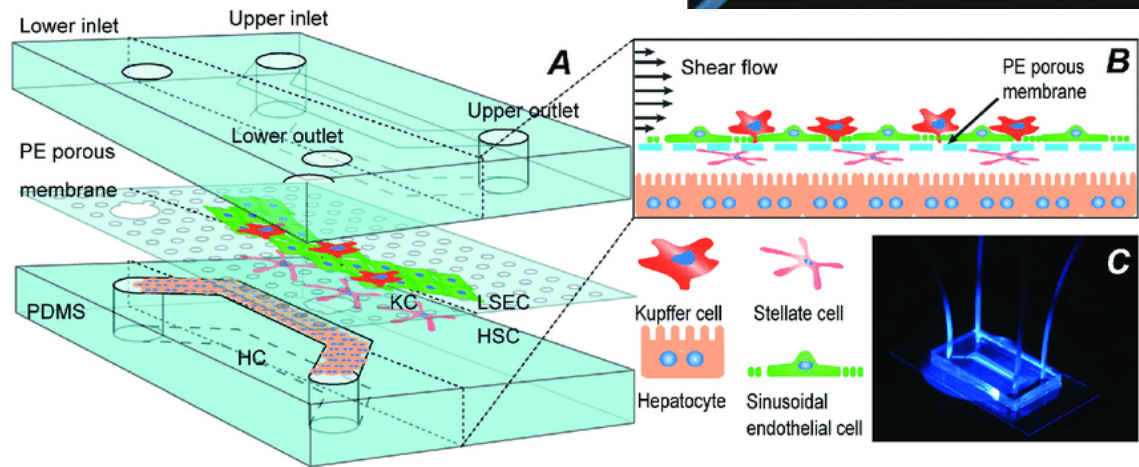 Lower inlet
Upper inlet
A
Upper outlet
Lower outlet
PE porous
membrane
KC
LSEC
HSC
PDMS
HC
B
Shear flow
PE porous
membrane
Kupffer cell
Stellate cell
Hepatocyte
Sinusoidal
endothelial cell
C